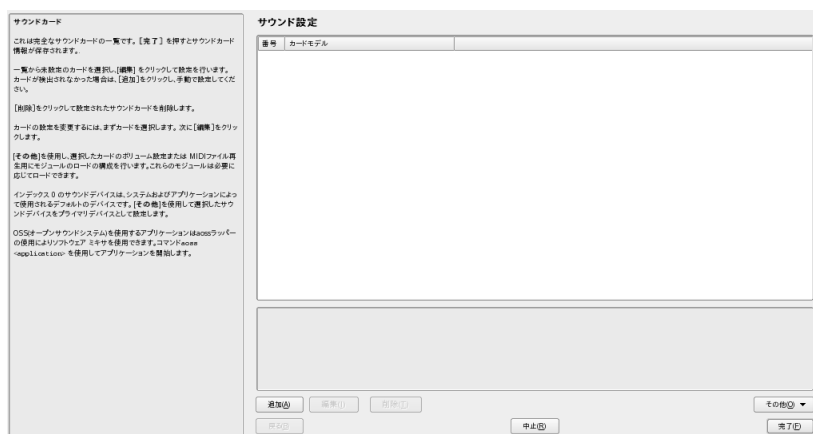 サウンドカード
これは完全なサウンドカードの一覧です。[完了] を押すとサウンドカード
情報が保存されます。.
一覧から未設定のカードを選択し、[編集] をクリックして設定を行います。
カードが検出されなかった場合は、[追加]をクリックし、手動で設定してくだ
さい。
[削除]をクリックして設定されたサウンドカードを削除します。
カードの設定を変更するには、まずカードを選択します。次に[編集]をクリッ
クします。
[その他]を使用し、選択したカードのボリューム設定または MIDIファイル再
生用にモジュールのロードの構成を行います。これらのモジュールは必要に
応じてロードできます。
インデックス 0 のサウンドデバイスは、システムおよびアプリケーションによっ
て使用されるデフォルトのデバイスです。[その他]を使用して選択したサウ
ンドデバイスをプライマリデバイスとして設定します。
OSS(オープンサウンドシステム)を使用するアプリケーションはaossラッパー
の使用によりソフトウェア ミキサを使用できます。コマンドaoss
<application> を使用してアプリケーションを開始します。
サウンド設定
番号 カードモデル
追加(A) 編集(I) 削除(T) その他(O)
戻る(B) 中止(R) 完了(F)